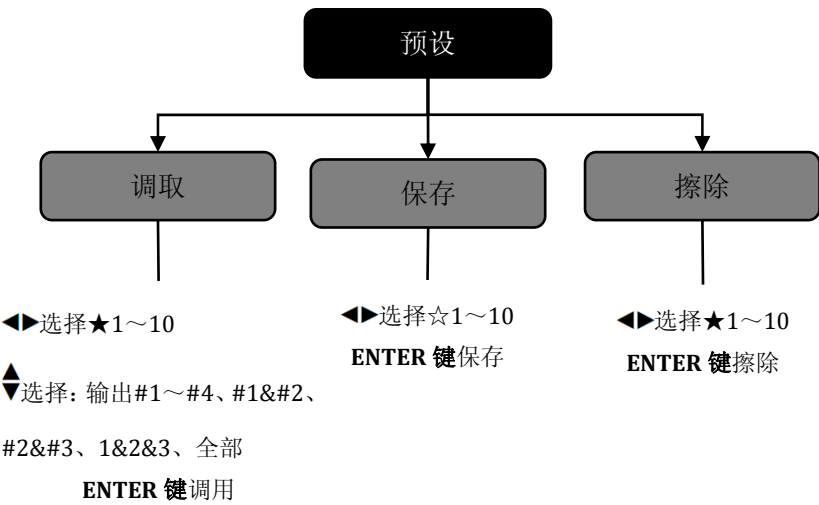 预设
调取
保存
擦除
◀▶选择★1～10
▲▼选择：输出#1～#4、#1&#2、
#2&#3、1&2&3、全部
ENTER 键调用
◀▶选择☆1～10
ENTER 键保存
◀▶选择★1～10
ENTER 键擦除